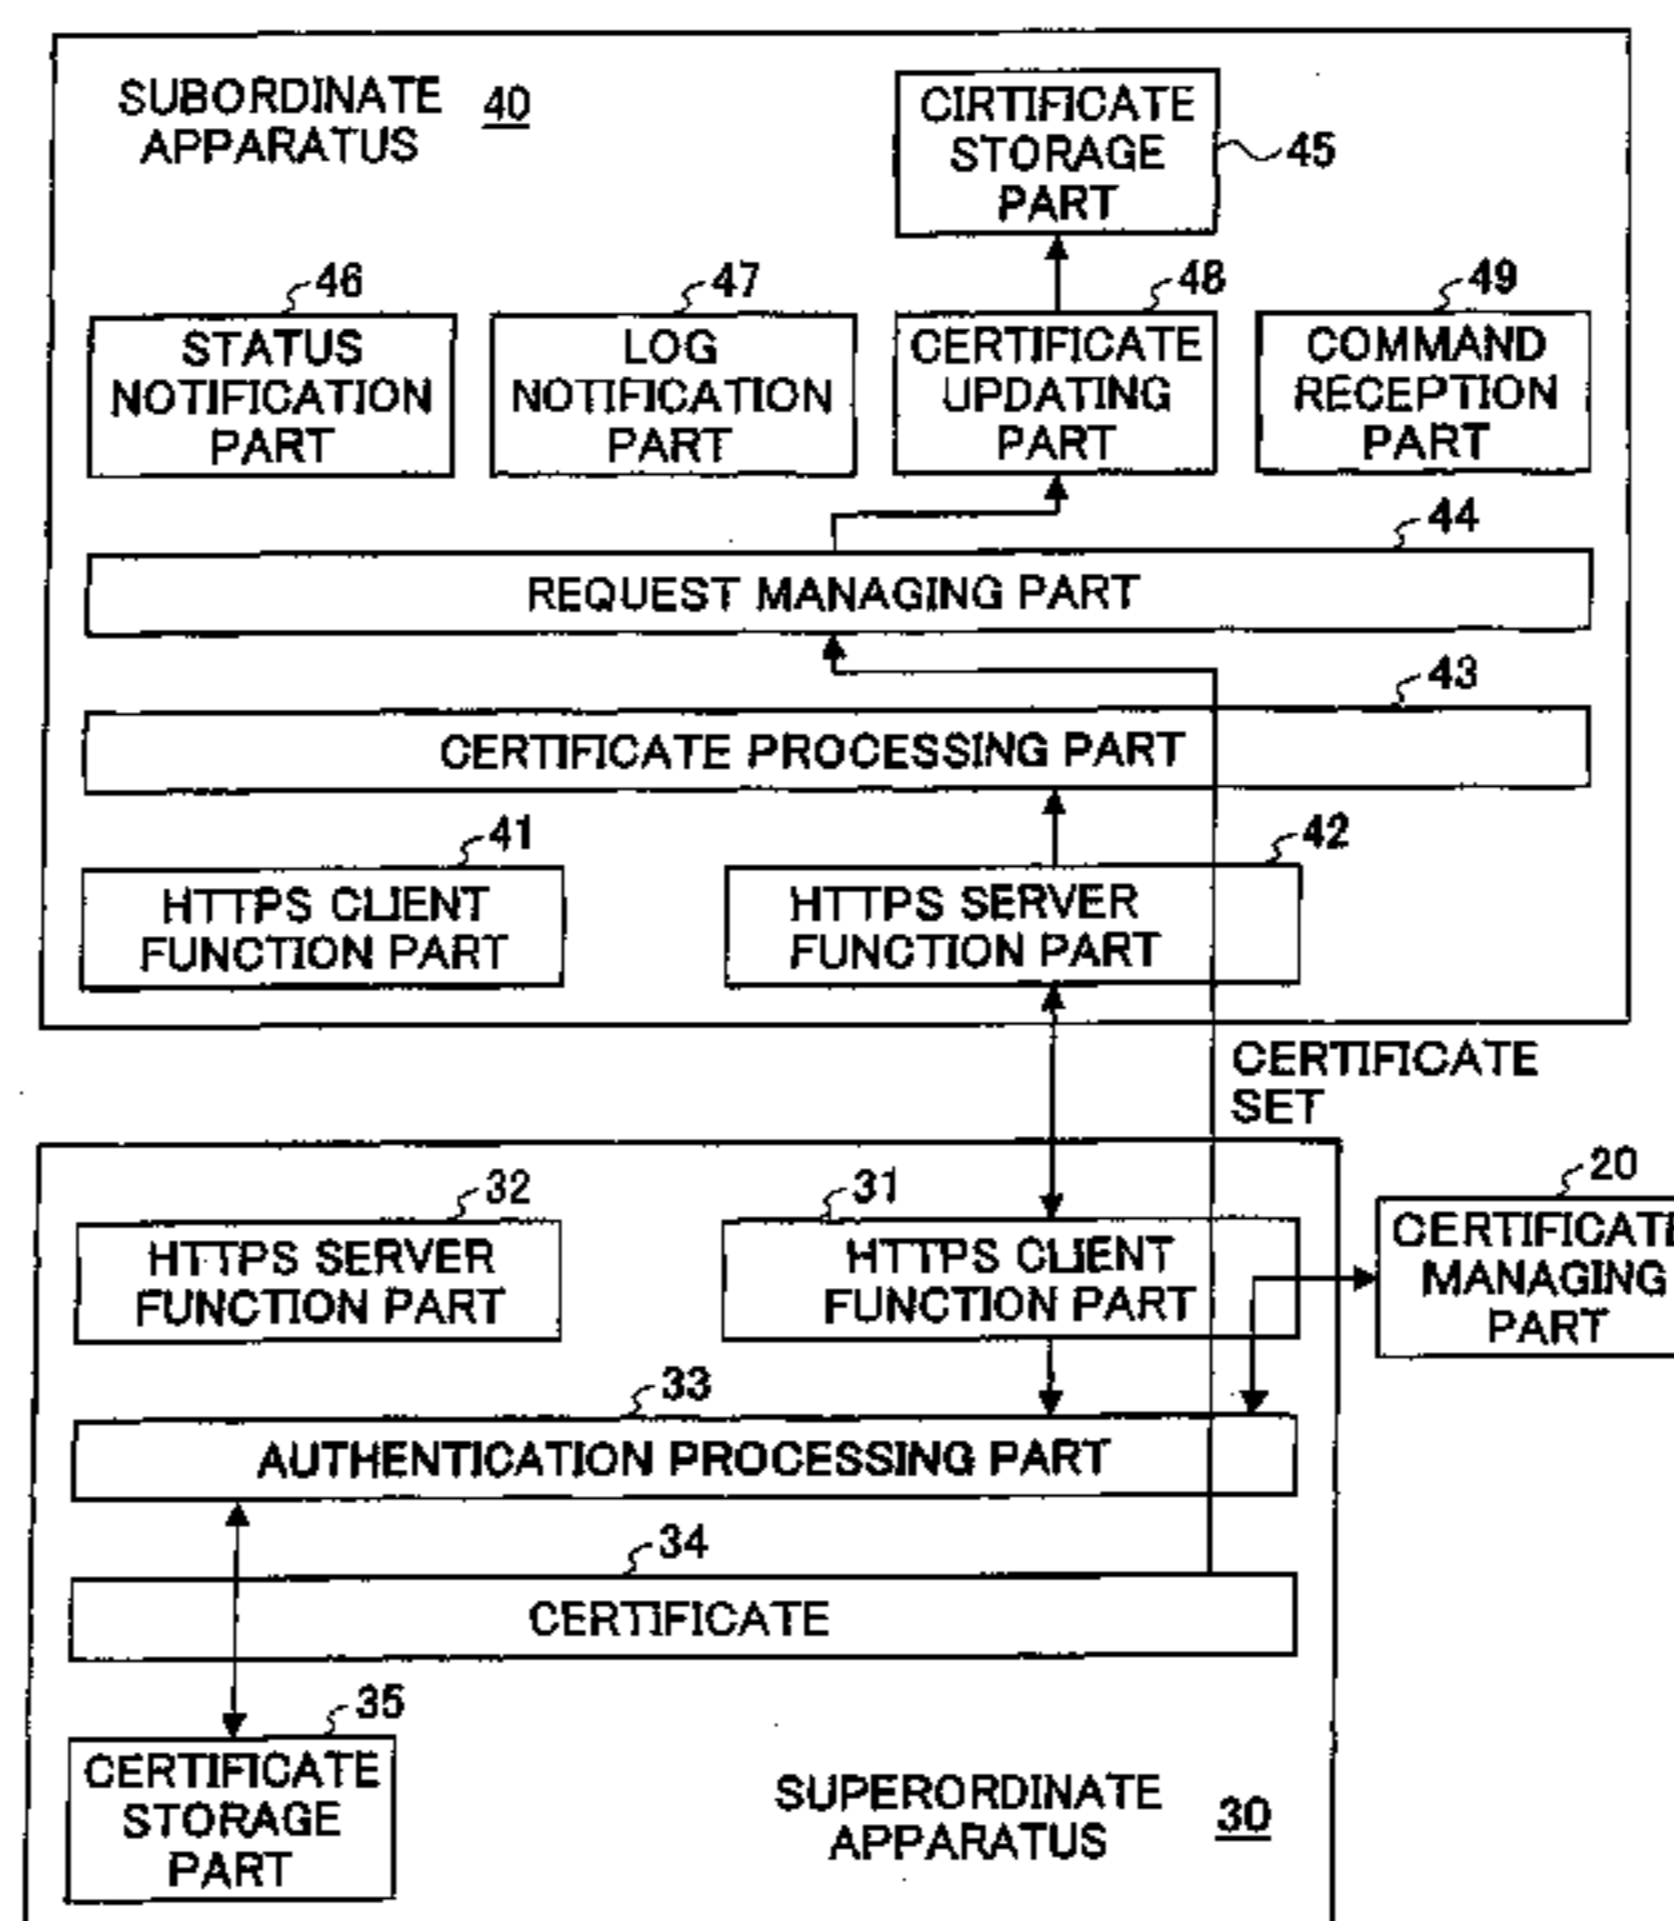 SUBORDINATE
APPARATUS
40
CIRTIFICATE
STORAGE
PART
45
46
STATUS
NOTIFICATION
PART
47
LOG
NOTIFICATION
PART
48
CERTIFICATE
UPDATING
PART
49
COMMAND
RECEPTION
PART
44
REQUEST MANAGING PART
43
CERTIFICATE PROCESSING PART
41
HTTPS CLIENT
FUNCTION PART
42
HTTPS SERVER
FUNCTION PART
CERTIFICATE
SET
32
HTTPS SERVER
FUNCTION PART
31
HTTPS CLIENT
FUNCTION PART
20
CERTIFICATE
MANAGING
PART
33
AUTHENTICATION PROCESSING PART
34
CERTIFICATE
35
CERTIFICATE
STORAGE
PART
SUPERORDINATE
APPARATUS
30